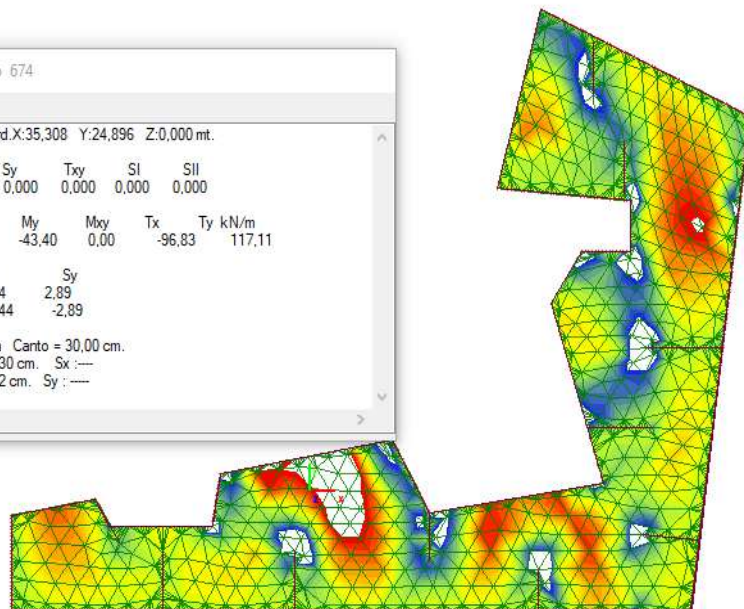 674
d.X:35,308 Y:24,896 Z:0,000 mt.
Sy Txy SI SII
0,000 0,000 0,000 0,000
My Mxy Tx Ty kN/m
-43,40 0,00 -96,83 117,11
Sy
4 2,89
44 -2,89
Canto = 30,00 cm.
30 cm. Sx :----
2 cm. Sy : -----
x